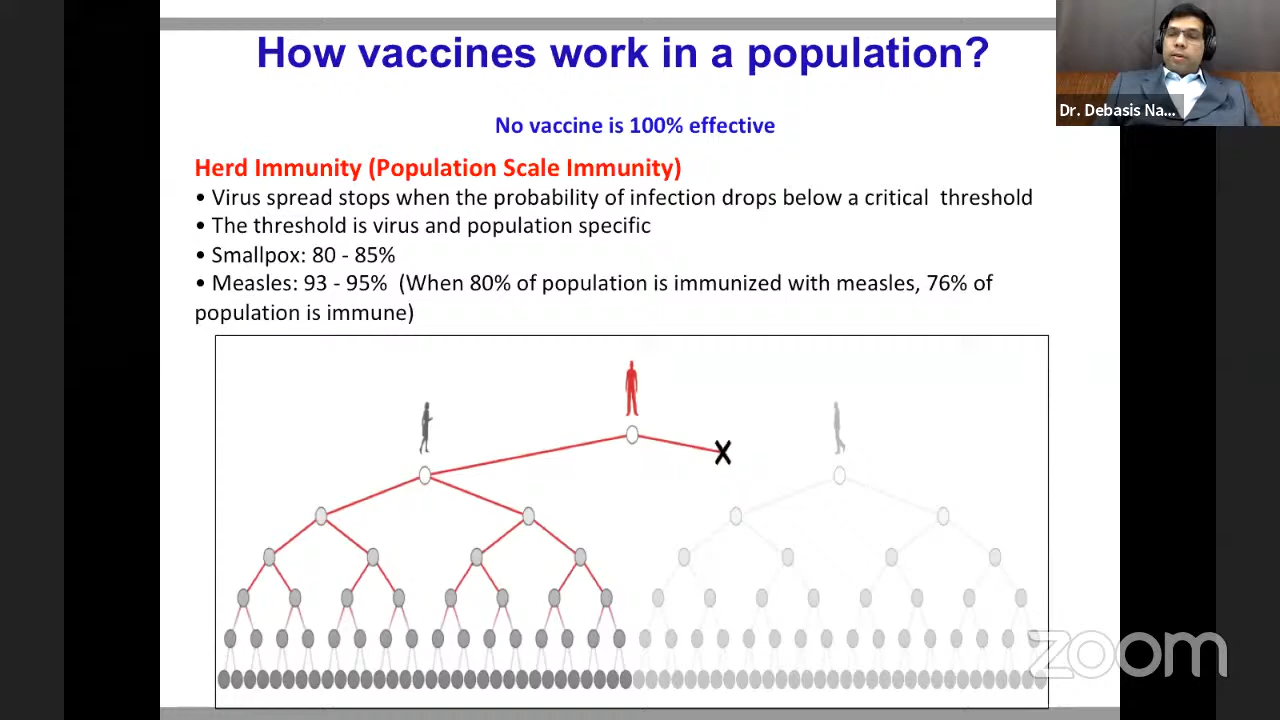 How vaccines work in a population?
Dr. Debasis Na...
No vaccine is 100% effective
Herd Immunity (Population Scale Immunity)
• Virus spread stops when the probability of infection drops below a critical threshold
• The threshold is virus and population specific
• Smallpox: 80 - 85%
• Measles: 93 - 95% (When 80% of population is immunized with measles, 76% of
population is immune)
X
zoom